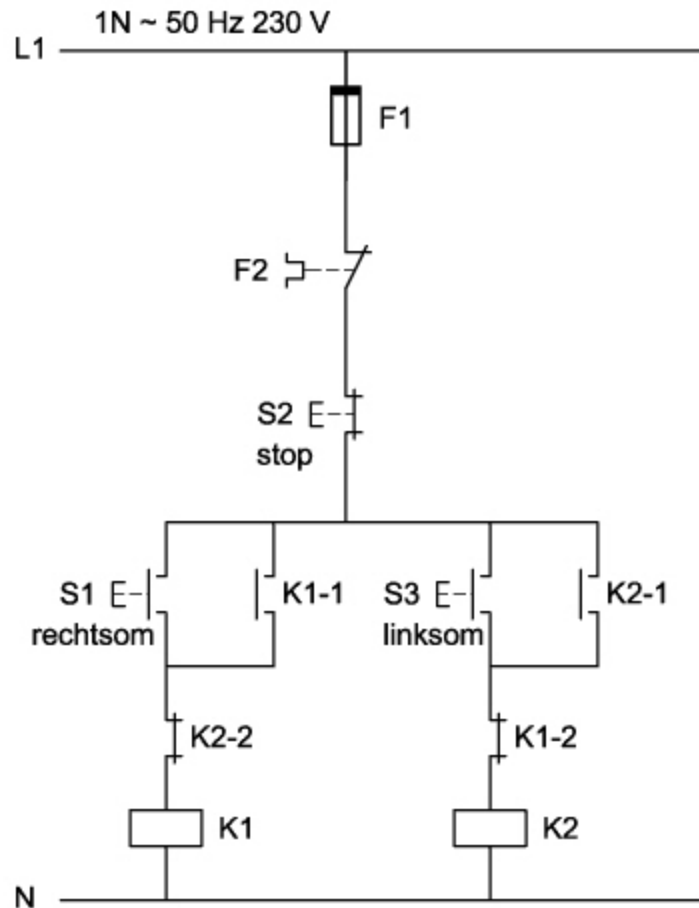 1N ~ 50 Hz 230 V
L1
F1
F2
S2
stop
S1
rechtsom
K1-1
S3
linksom
K2-1
K2-2
K1-2
K1
K2
N